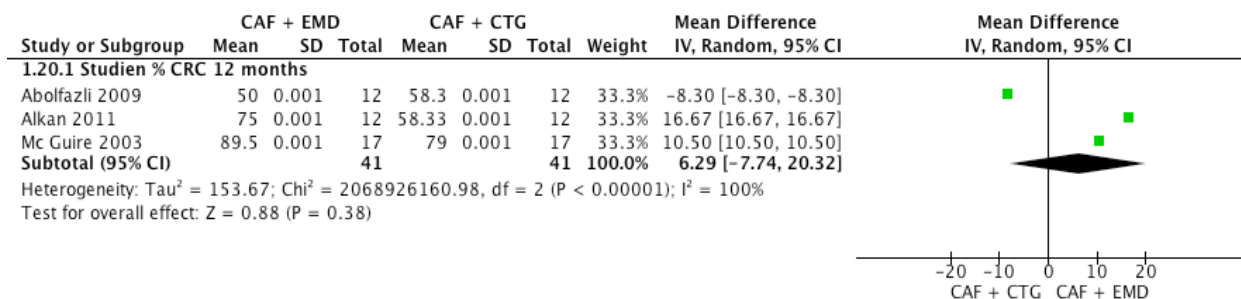 CAF + EMD CAF + CTG Mean Difference Mean Difference
Study or Subgroup Mean SD Total Mean SD Total Weight IV, Random, 95% CI IV, Random, 95% CI
1.20.1 Studien % CRC 12 months
Abolfazli 2009 50 0.001 12 58.3 0.001 12 33.3% −8.30 [−8.30, −8.30]
Alkan 2011 75 0.001 12 58.33 0.001 12 33.3% 16.67 [16.67, 16.67]
Mc Guire 2003 89.5 0.001 17 79 0.001 17 33.3% 10.50 [10.50, 10.50]
Subtotal (95% CI) 41 41 100.0% 6.29 [−7.74, 20.32]
Heterogeneity: Tau² = 153.67; Chi² = 2068926160.98, df = 2 (P < 0.00001); I² = 100%
Test for overall effect: Z = 0.88 (P = 0.38)
−20 −10 0 10 20
CAF + CTG CAF + EMD